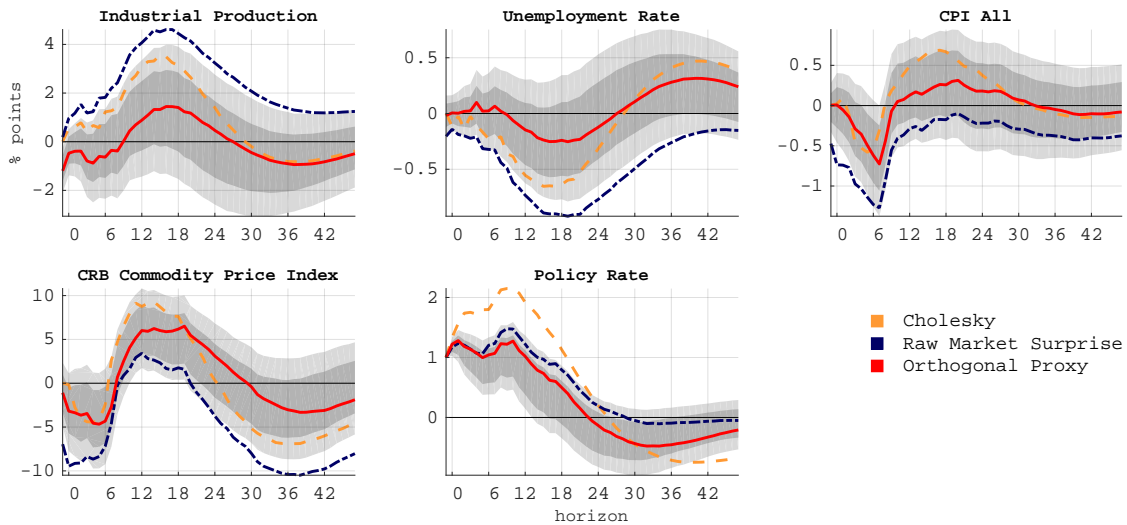 Industrial Production
Unemployment Rate
CPI All
% points
4
2
0
-2
0 6 12 18 24 30 36 42
0.5
0
-0.5
0 6 12 18 24 30 36 42
0.5
0
-0.5
-1
0 6 12 18 24 30 36 42
CRB Commodity Price Index
Policy Rate
10
5
0
-5
-10
0 6 12 18 24 30 36 42
2
1
0
0 6 12 18 24 30 36 42
horizon
Cholesky
Raw Market Surprise
Orthogonal Proxy